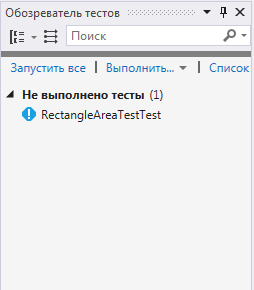 Обозреватель тестов
Поиск
Запустить все | Выполнить... | Список
Не выполнено тесты (1)
RectangleAreaTestTest